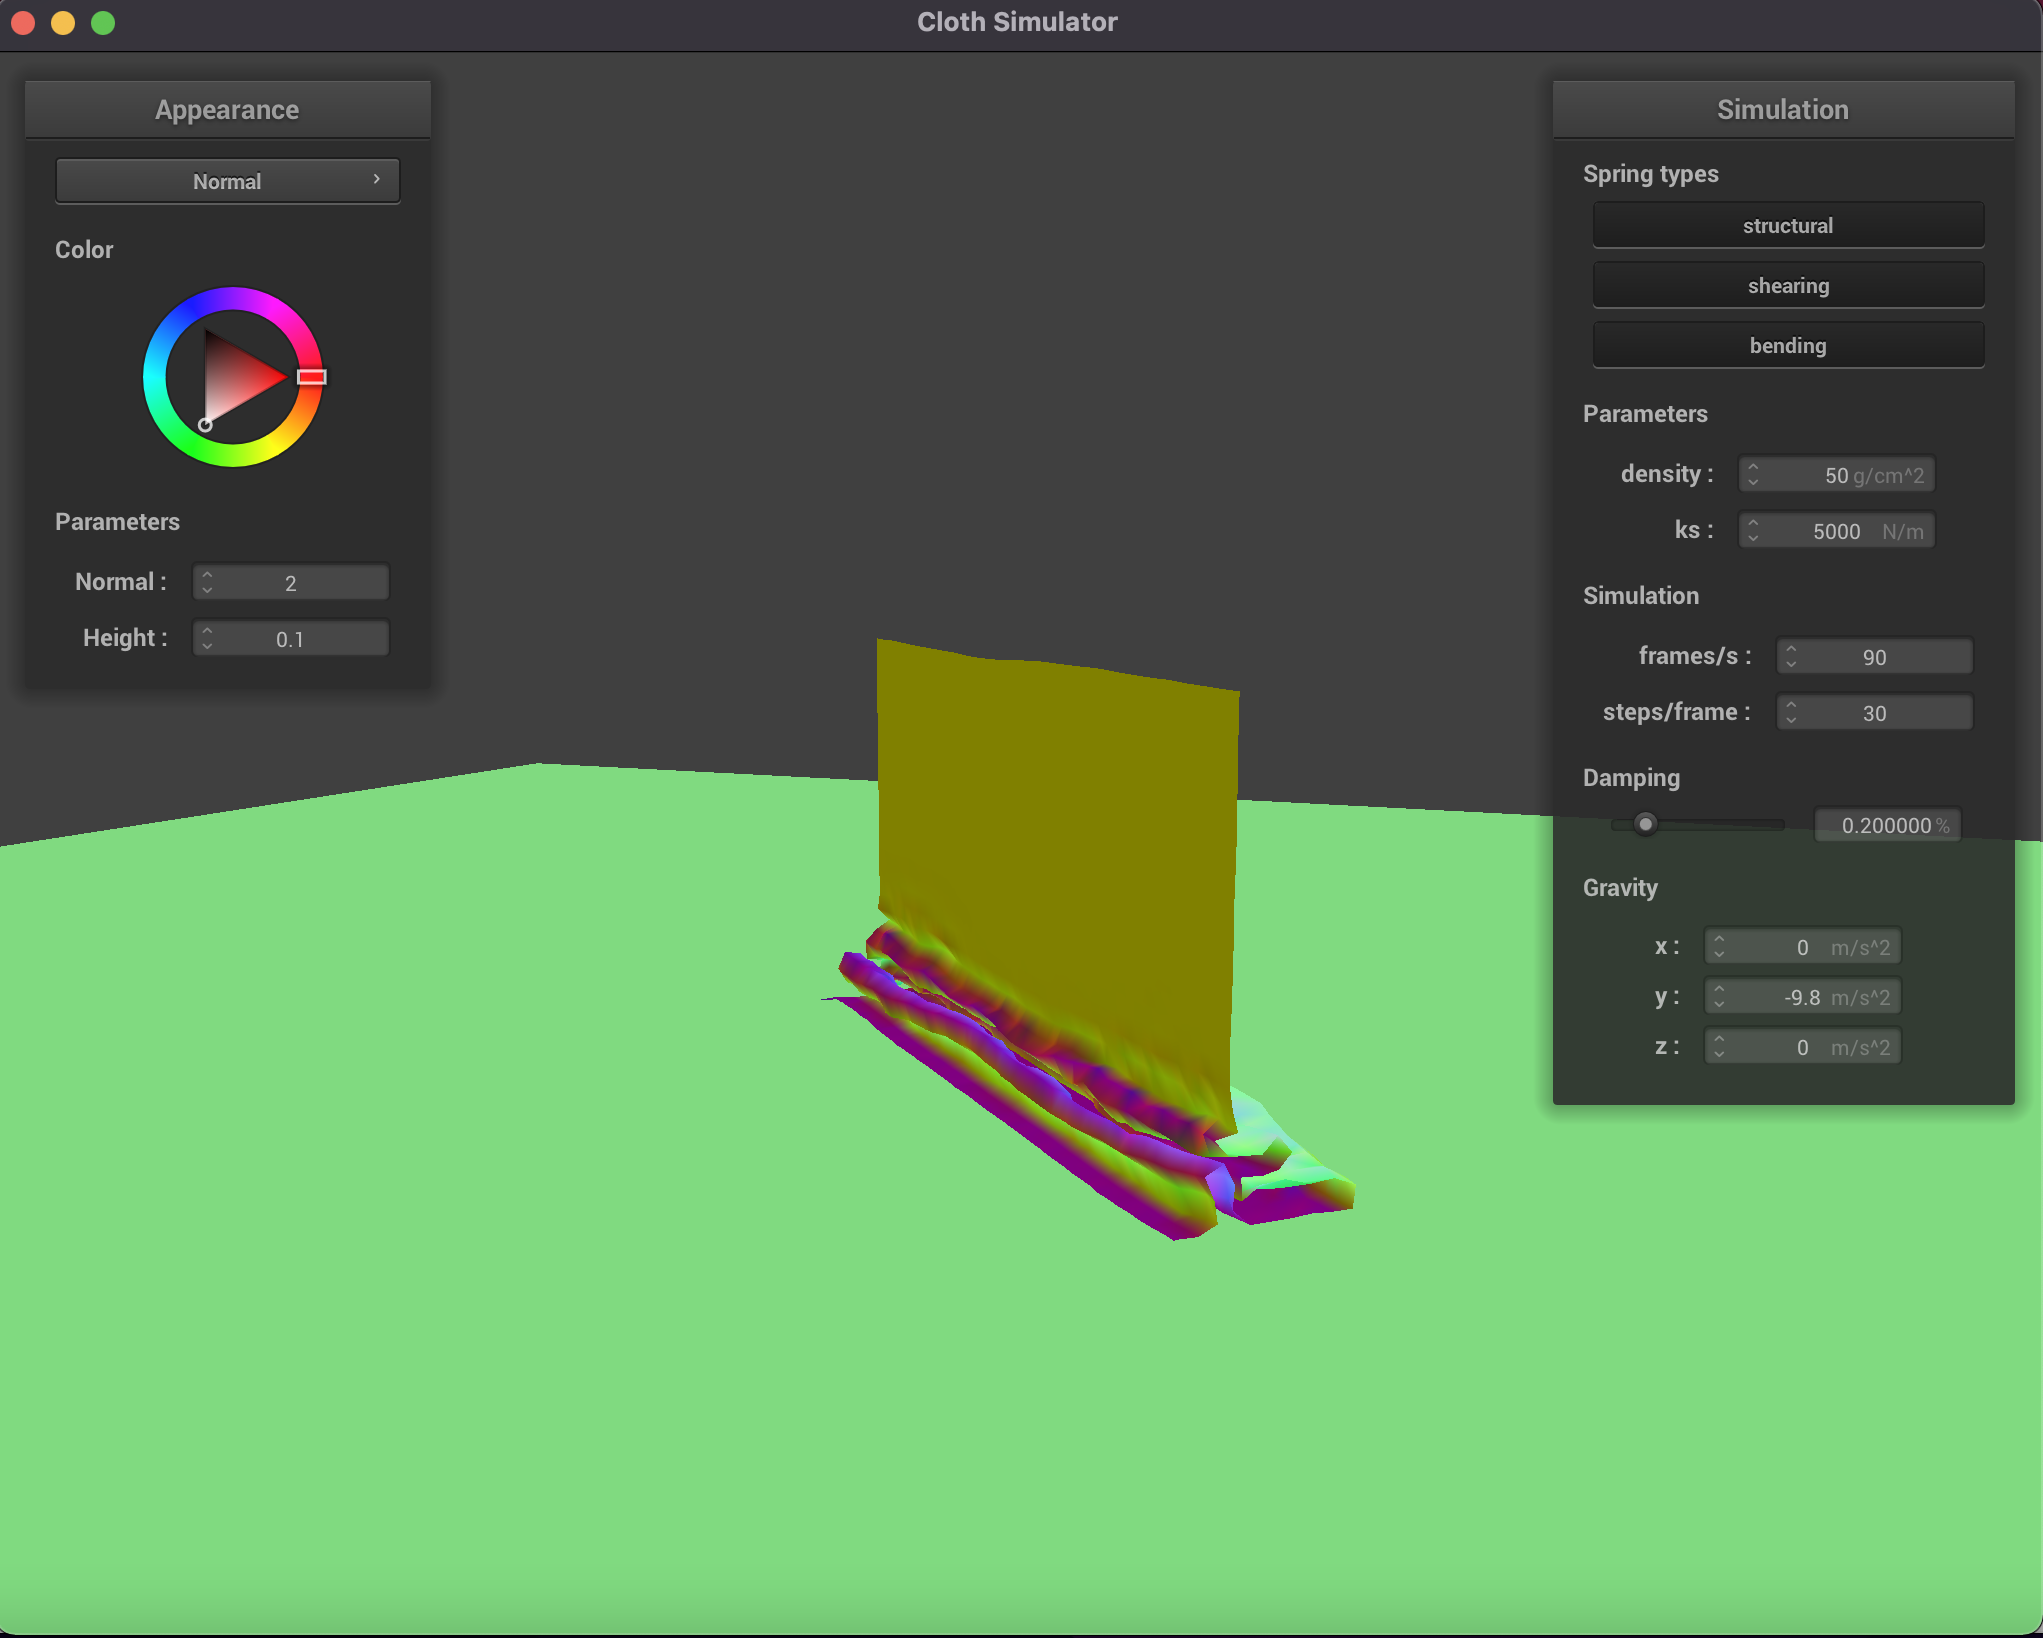 Cloth Simulator
Appearance
Normal
Color
Parameters
Normal : 2
Height : 0.1
Simulation
Spring types
structural
shearing
bending
Parameters
density : 50 g/cm^2
ks : 5000 N/m
Simulation
frames/s : 90
steps/frame : 30
Damping
0.200000 %
Gravity
x : 0 m/s^2
y : -9.8 m/s^2
z : 0 m/s^2